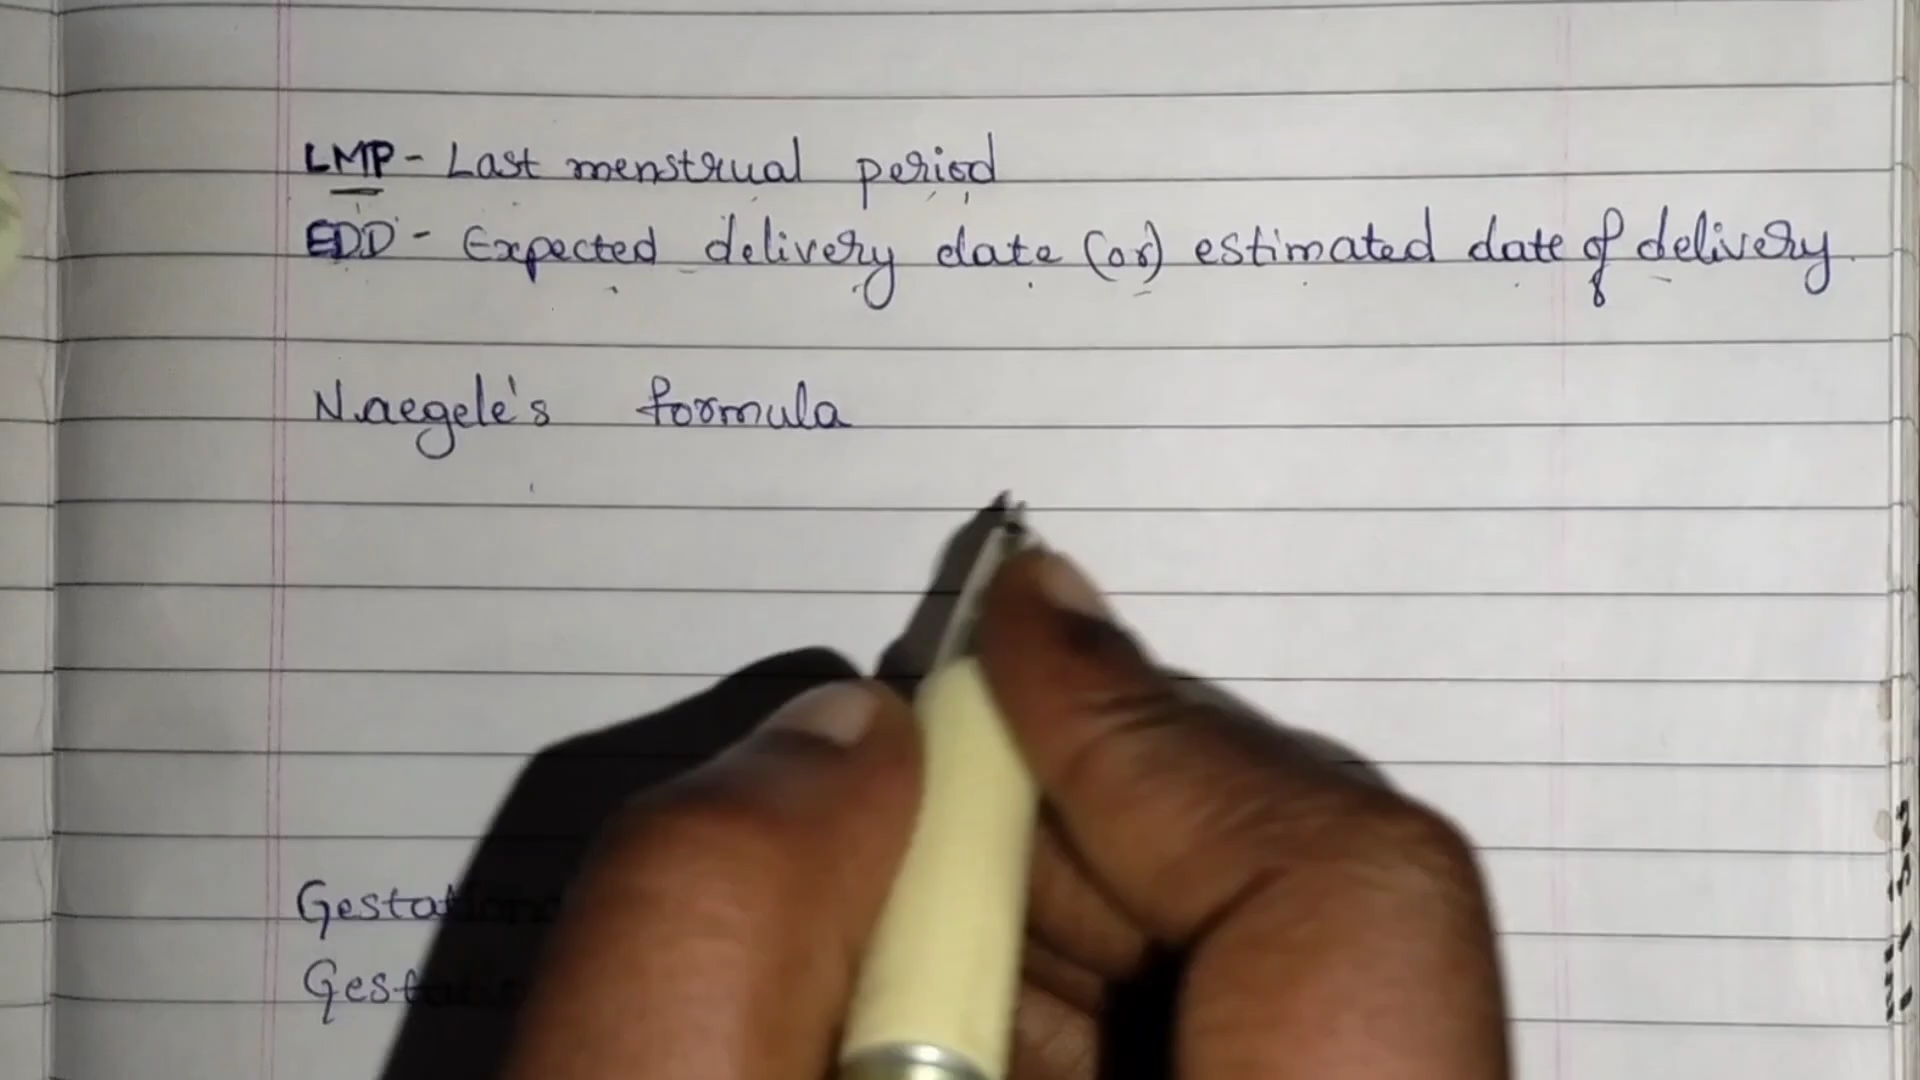 LMP - Last menstrual period
EDD - Expected delivery date (or) estimated date of delivery
Naegele's formula